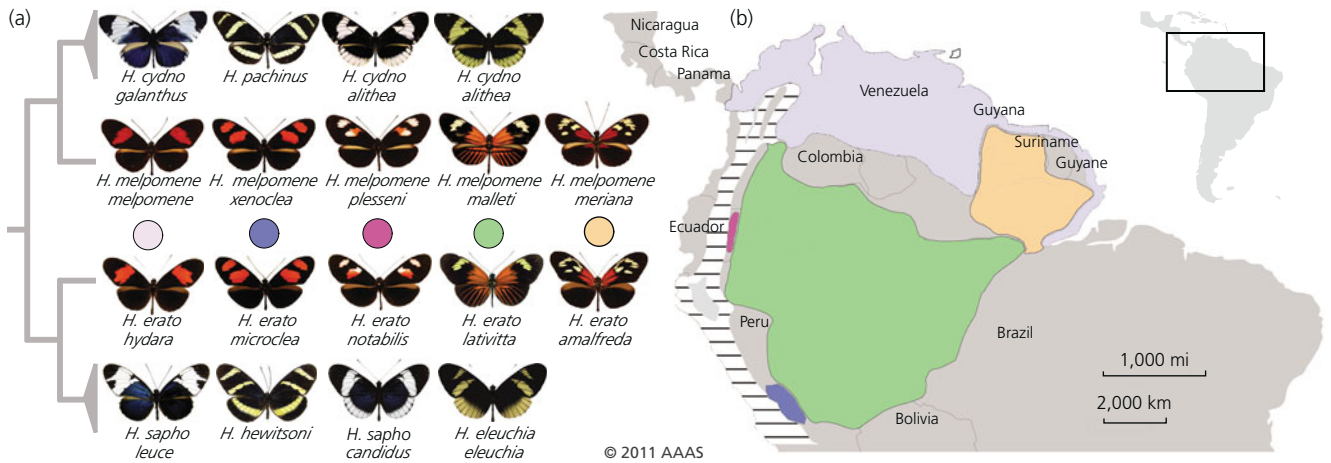 (a)
H. cydno
galanthus
H. pachinus
H. cydno
alithea
H. cydno
alithea
H. melpomene
melpomene
H. melpomene
xenoclea
H. melpomene
plesseni
H. melpomene
malleti
H. melpomene
meriana
H. erato
hydara
H. erato
microclea
H. erato
notabilis
H. erato
lativitta
H. erato
amalfreda
H. sapho
leuce
H. hewitsoni
H. sapho
candidus
H. eleuchia
eleuchia
© 2011 AAAS
(b)
Nicaragua
Costa Rica
Panama
Venezuela
Guyana
Suriname
Guyane
Colombia
Ecuador
Peru
Brazil
Bolivia
1,000 mi
2,000 km